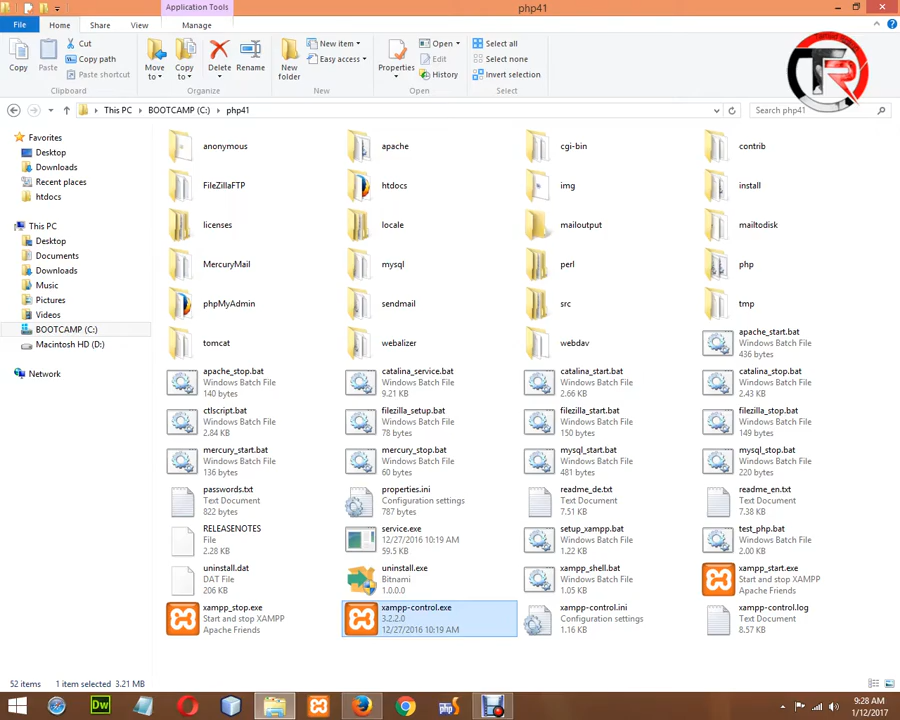 Application Tools
php41
File
Home
Share
View
Manage
Copy
Paste
Cut
Copy path
Paste shortcut
Clipboard
Move to
Copy to
Delete
Rename
Organize
New folder
New item
Easy access
New
Properties
Open
Edit
History
Open
Select all
Select none
Invert selection
Select
TR
This PC
BOOTCAMP (C:)
php41
Search php41
Favorites
Desktop
Downloads
Recent places
htdocs
This PC
Desktop
Documents
Downloads
Music
Pictures
Videos
BOOTCAMP (C:)
Macintosh HD (D:)
Network
anonymous
apache
cgi-bin
contrib
FileZillaFTP
htdocs
img
install
licenses
locale
mailoutput
mailtodisk
MercuryMail
mysql
perl
php
phpMyAdmin
sendmail
src
tmp
tomcat
webalizer
webdav
apache_start.bat
Windows Batch File
436 bytes
apache_stop.bat
Windows Batch File
140 bytes
catalina_service.bat
Windows Batch File
9.21 KB
catalina_start.bat
Windows Batch File
2.66 KB
catalina_stop.bat
Windows Batch File
2.43 KB
ctlscript.bat
Windows Batch File
2.84 KB
filezilla_setup.bat
Windows Batch File
78 bytes
filezilla_start.bat
Windows Batch File
150 bytes
filezilla_stop.bat
Windows Batch File
149 bytes
mercury_start.bat
Windows Batch File
136 bytes
mercury_stop.bat
Windows Batch File
60 bytes
mysql_start.bat
Windows Batch File
481 bytes
mysql_stop.bat
Windows Batch File
220 bytes
passwords.txt
Text Document
822 bytes
properties.ini
Configuration settings
787 bytes
readme_de.txt
Text Document
7.51 KB
readme_en.txt
Text Document
7.38 KB
RELEASENOTES
File
2.28 KB
service.exe
12/27/2016 10:19 AM
59.5 KB
setup_xampp.bat
Windows Batch File
1.22 KB
test_php.bat
Windows Batch File
2.00 KB
uninstall.dat
DAT File
206 KB
uninstall.exe
Bitnami
1.0.0.0
xampp_shell.bat
Windows Batch File
1.05 KB
xampp_start.exe
Start and stop XAMPP
Apache Friends
xampp_stop.exe
Start and stop XAMPP
Apache Friends
xampp-control.exe
3.2.2.0
12/27/2016 10:19 AM
xampp-control.ini
Configuration settings
1.16 KB
xampp-control.log
Text Document
8.57 KB
52 items
1 item selected 3.21 MB
Dw
php
9:28 AM
1/12/2017